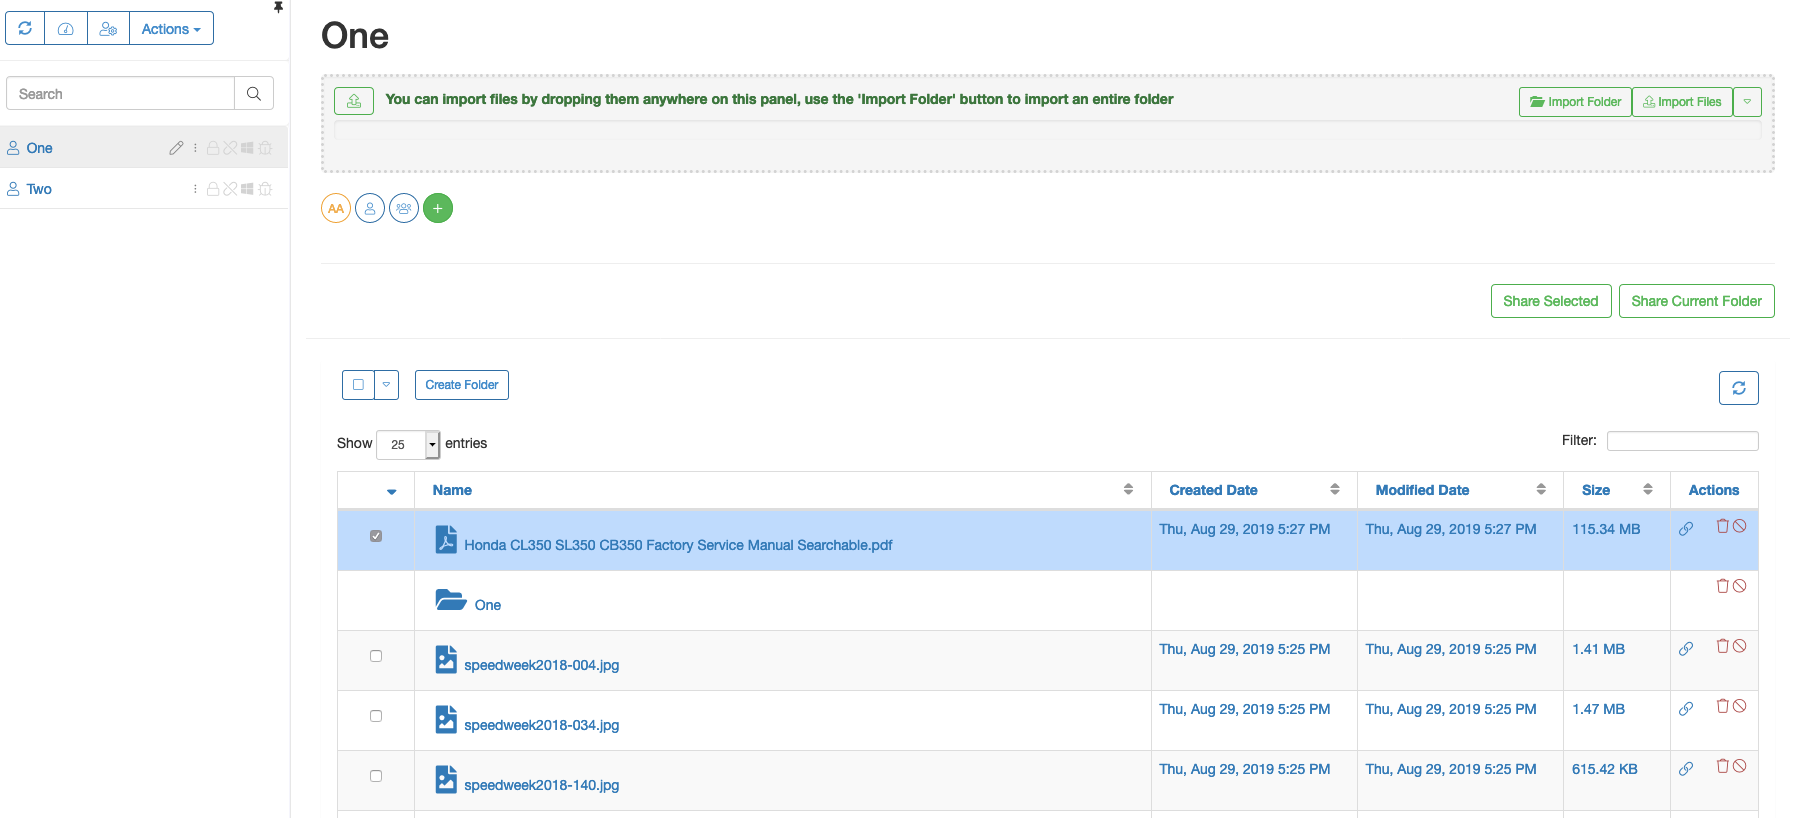 Actions
Search
One
Two
One
You can import files by dropping them anywhere on this panel, use the 'Import Folder' button to import an entire folder
Import Folder
Import Files
AA
Share Selected
Share Current Folder
Create Folder
Show 25 entries
Filter:
Name Created Date Modified Date Size Actions
Honda CL350 SL350 CB350 Factory Service Manual Searchable.pdf Thu, Aug 29, 2019 5:27 PM Thu, Aug 29, 2019 5:27 PM 115.34 MB
One
speedweek2018-004.jpg Thu, Aug 29, 2019 5:25 PM Thu, Aug 29, 2019 5:25 PM 1.41 MB
speedweek2018-034.jpg Thu, Aug 29, 2019 5:25 PM Thu, Aug 29, 2019 5:25 PM 1.47 MB
speedweek2018-140.jpg Thu, Aug 29, 2019 5:25 PM Thu, Aug 29, 2019 5:25 PM 615.42 KB